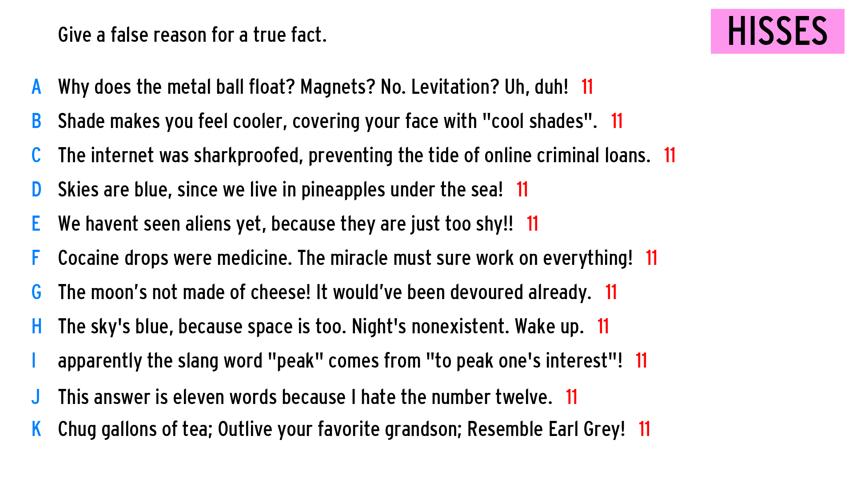 HISSES
Give a false reason for a true fact.
A Why does the metal ball float? Magnets? No. Levitation? Uh, duh! 11
B Shade makes you feel cooler, covering your face with "cool shades". 11
C The internet was sharkproofed, preventing the tide of online criminal loans. 11
D Skies are blue, since we live in pineapples under the sea! 11
E We havent seen aliens yet, because they are just too shy!! 11
F Cocaine drops were medicine. The miracle must sure work on everything! 11
G The moon’s not made of cheese! It would’ve been devoured already. 11
H The sky's blue, because space is too. Night's nonexistent. Wake up. 11
I apparently the slang word "peak" comes from "to peak one's interest"! 11
J This answer is eleven words because I hate the number twelve. 11
K Chug gallons of tea; Outlive your favorite grandson; Resemble Earl Grey! 11